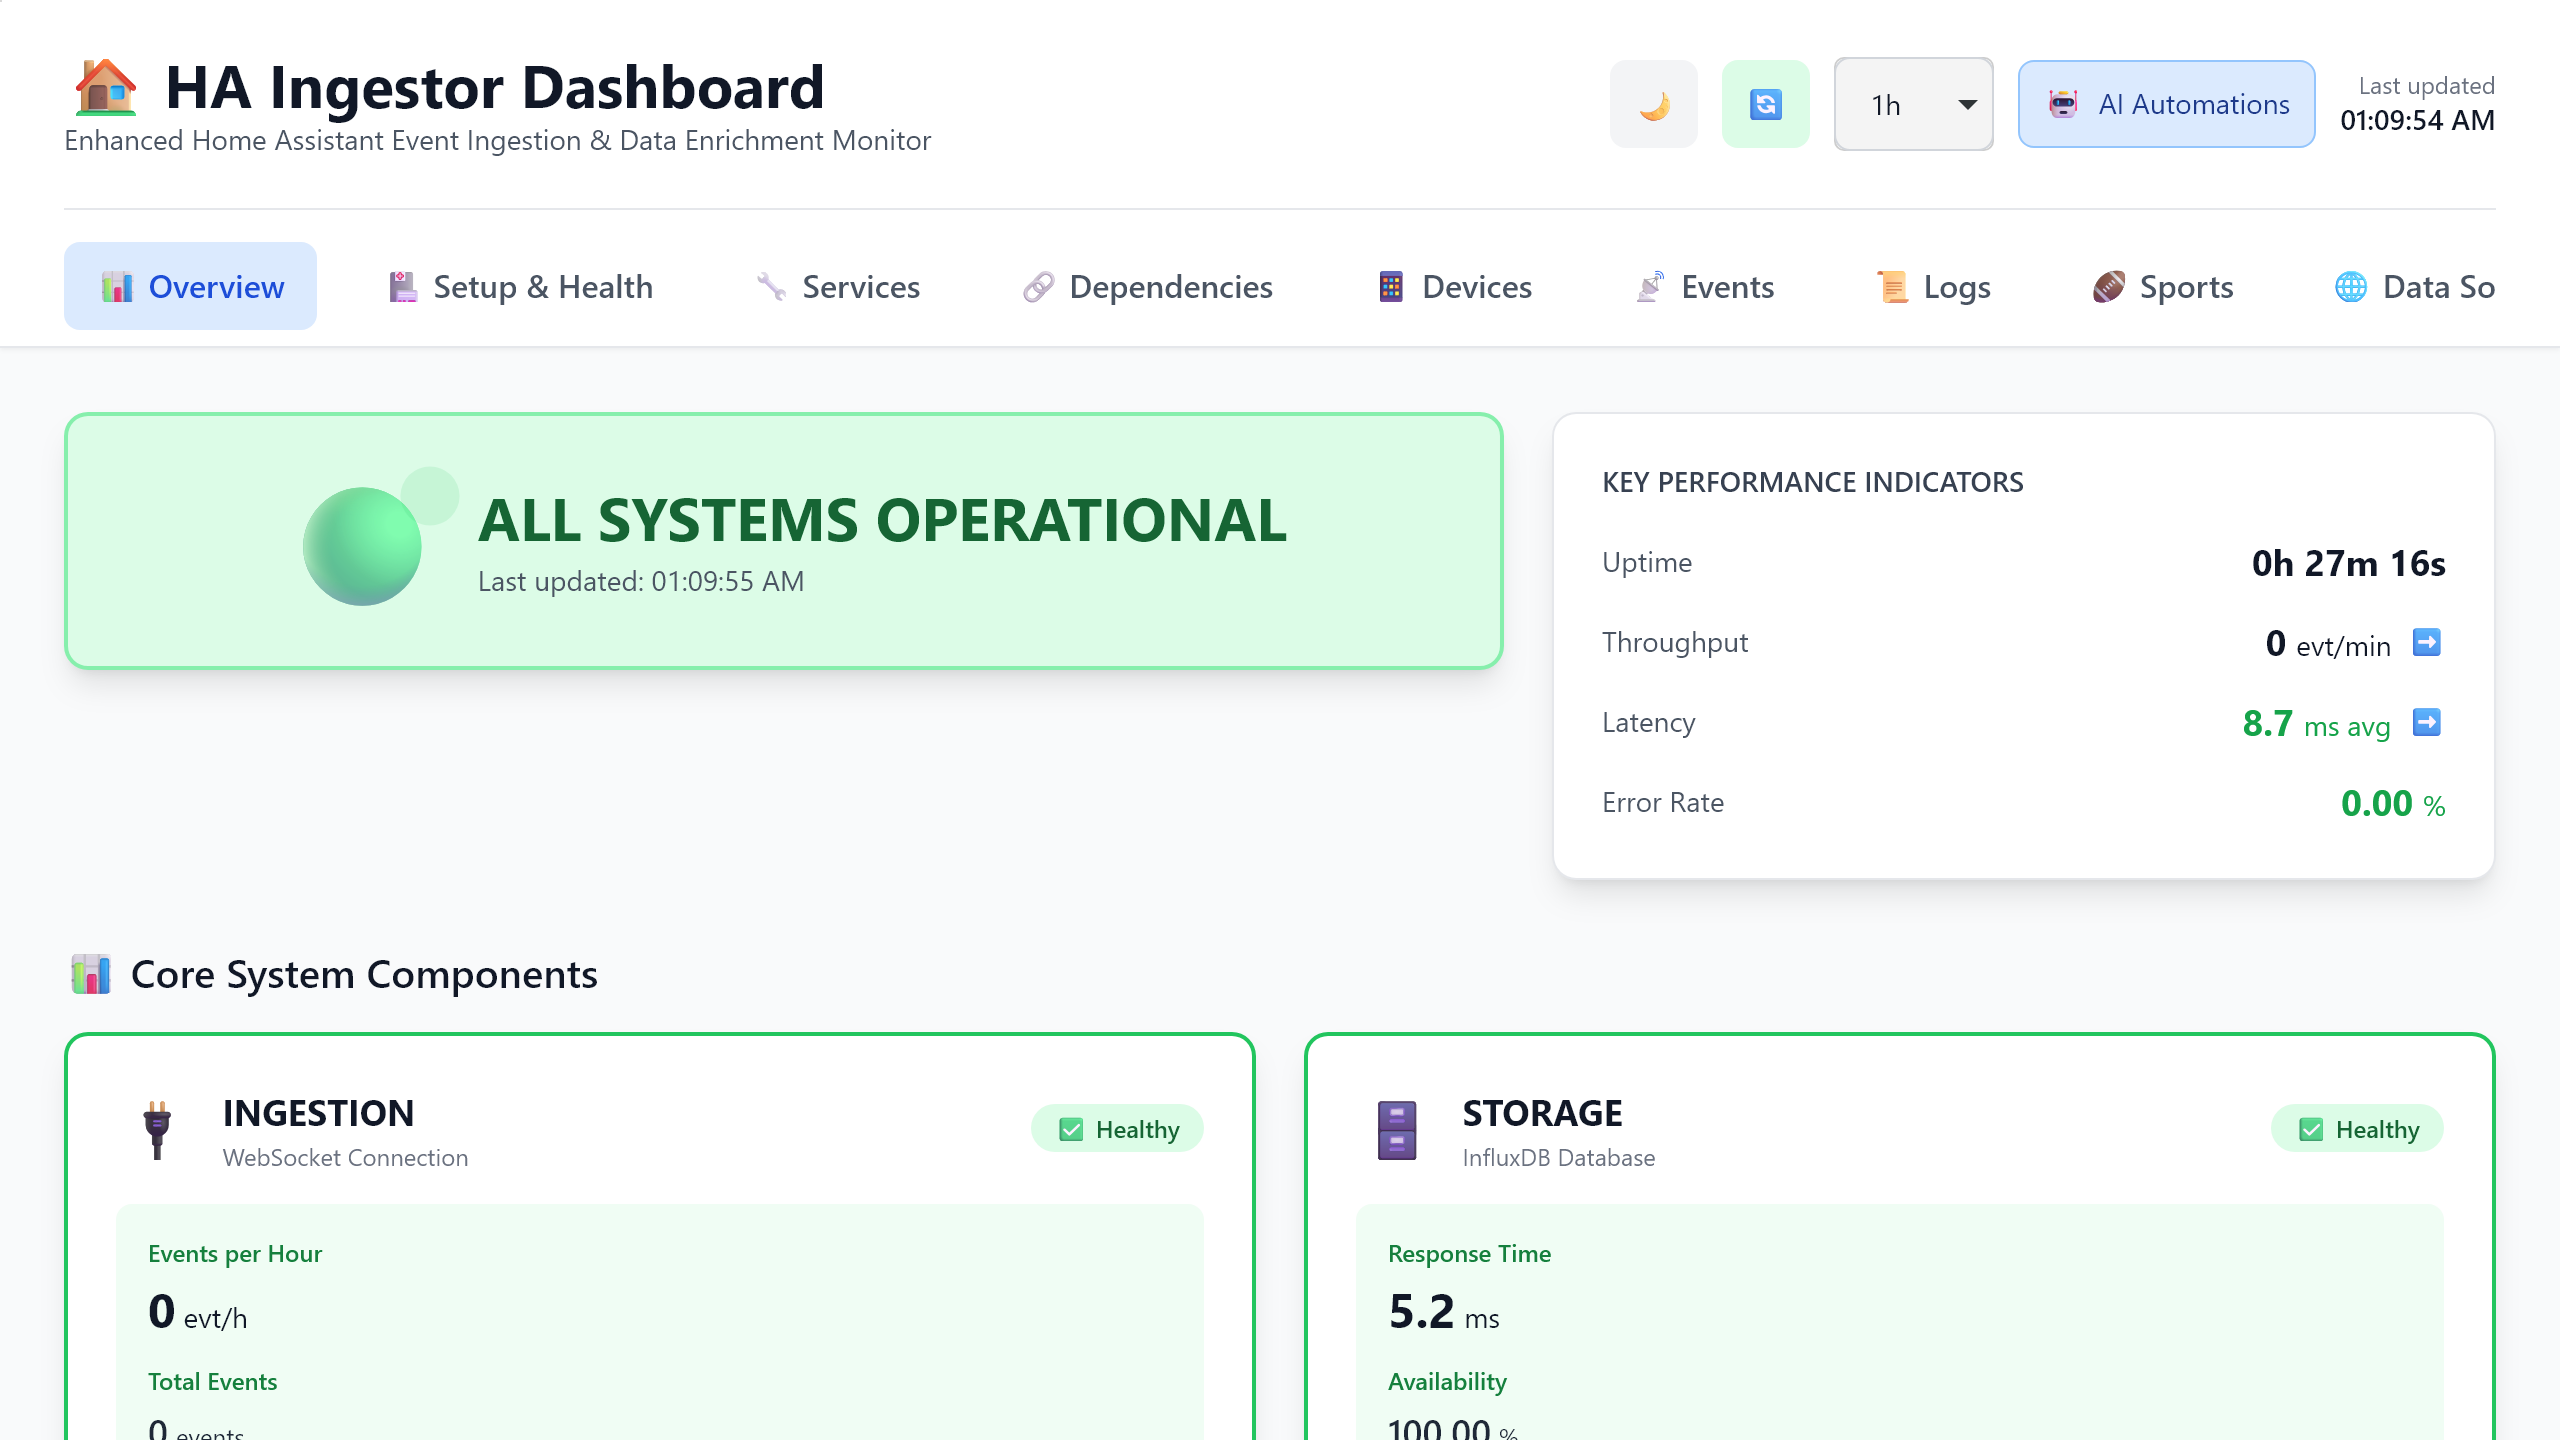 HA Ingestor Dashboard
Enhanced Home Assistant Event Ingestion & Data Enrichment Monitor
1h
AI Automations
Last updated
01:09:54 AM
Overview
Setup & Health
Services
Dependencies
Devices
Events
Logs
Sports
Data So
ALL SYSTEMS OPERATIONAL
Last updated: 01:09:55 AM
KEY PERFORMANCE INDICATORS
Uptime
0h 27m 16s
Throughput
0 evt/min
Latency
8.7 ms avg
Error Rate
0.00 %
Core System Components
INGESTION
WebSocket Connection
Healthy
Events per Hour
0 evt/h
Total Events
0 events
STORAGE
InfluxDB Database
Healthy
Response Time
5.2 ms
Availability
100.00 %